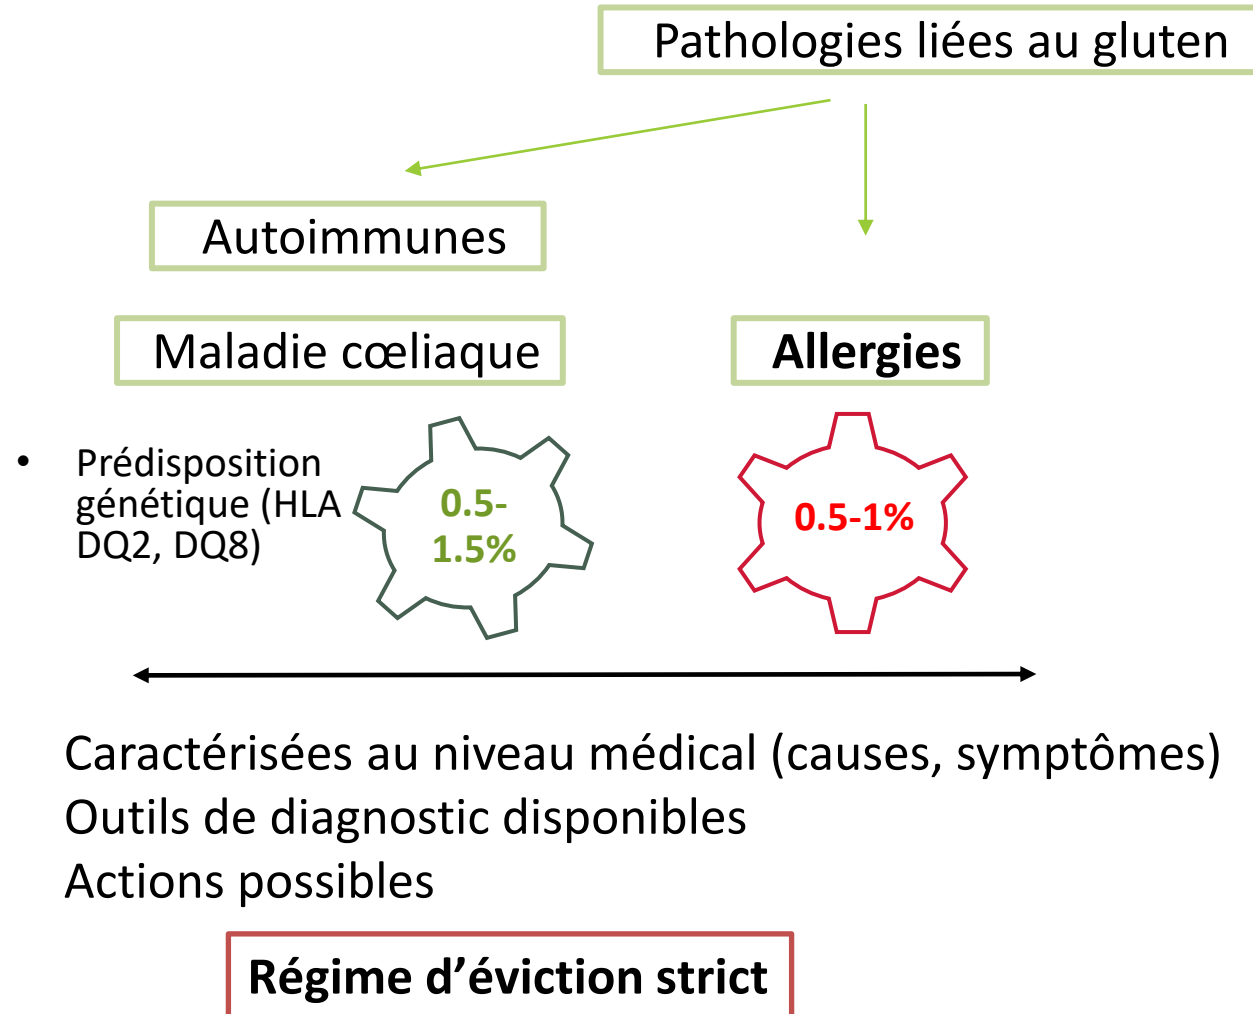 Pathologies liées au gluten
Autoimmunes
Maladie cœliaque
Allergies
• Prédisposition
génétique (HLA
DQ2, DQ8)
0.5-
1.5%
0.5-1%
Caractérisées au niveau médical (causes, symptômes)
Outils de diagnostic disponibles
Actions possibles
Régime d’éviction strict